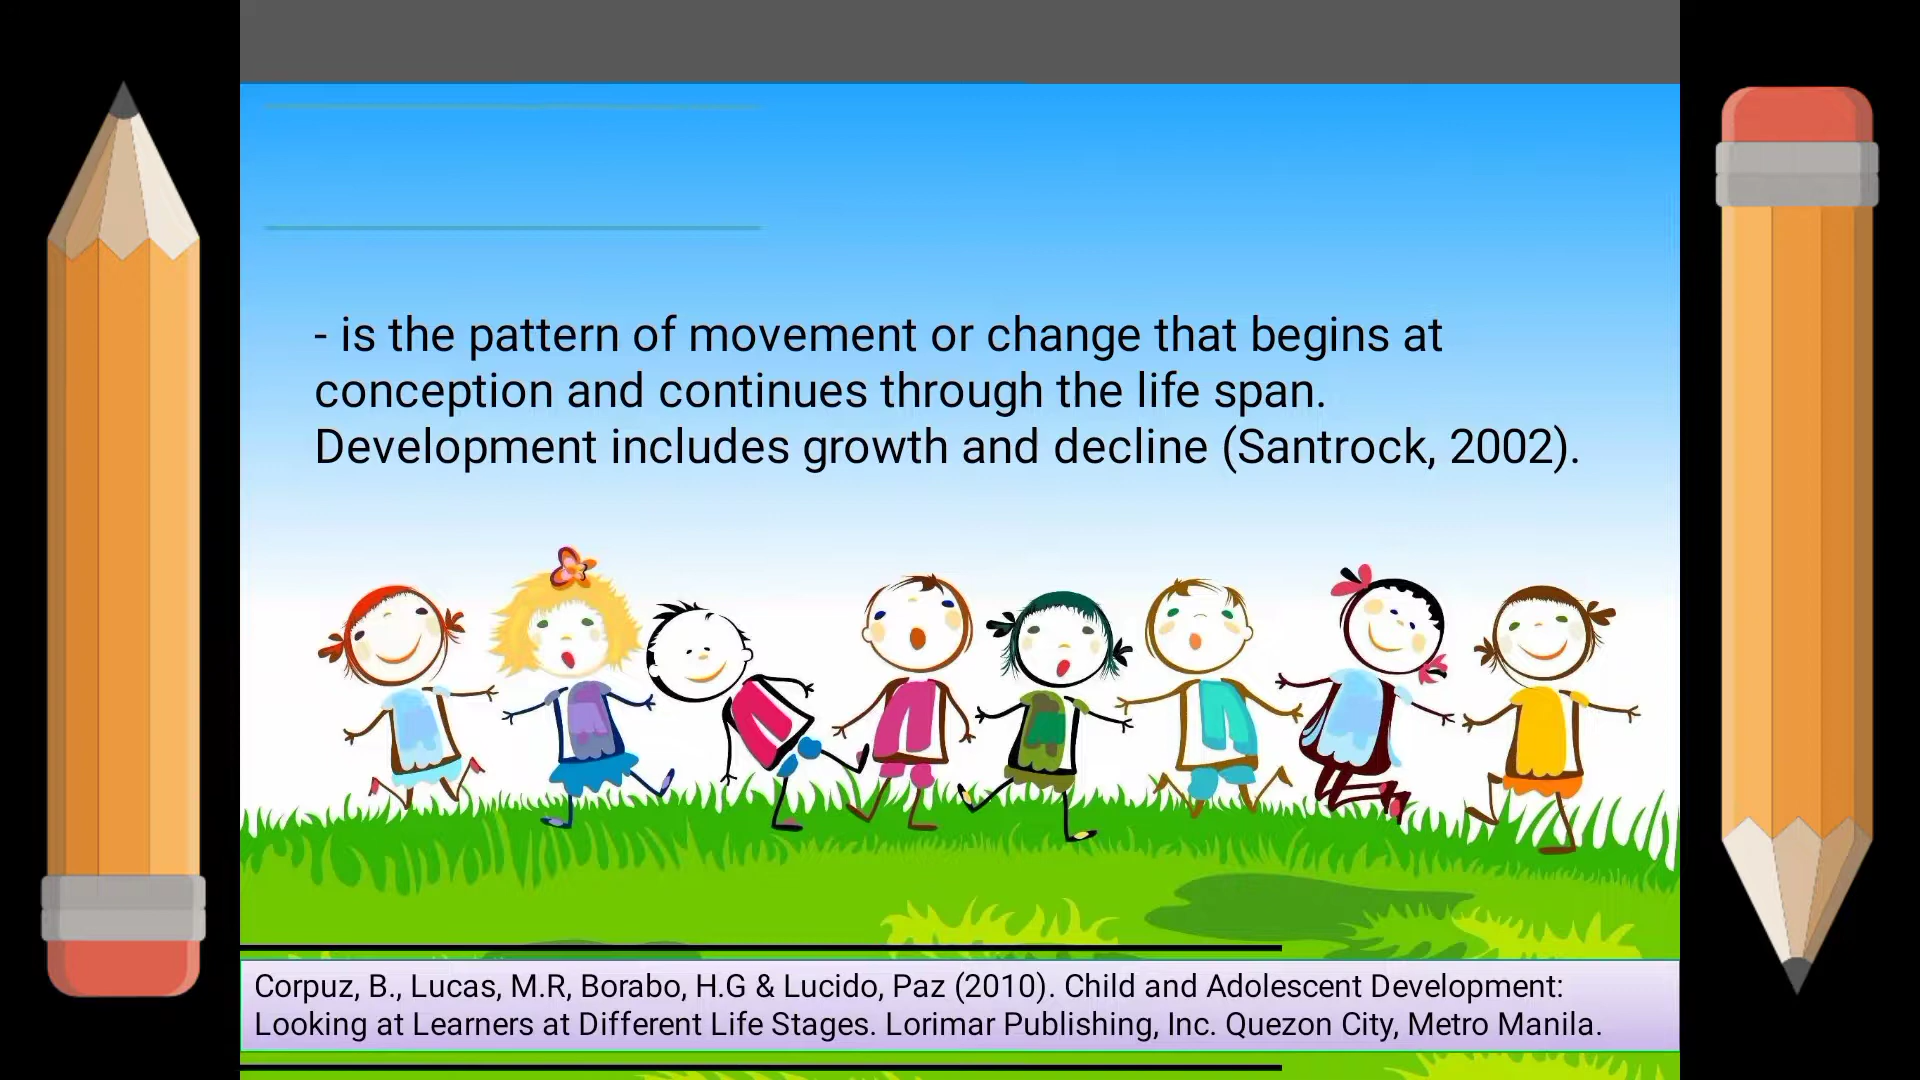 - is the pattern of movement or change that begins at
conception and continues through the life span.
Development includes growth and decline (Santrock, 2002).
Corpuz, B., Lucas, M.R, Borabo, H.G & Lucido, Paz (2010). Child and Adolescent Development:
Looking at Learners at Different Life Stages. Lorimar Publishing, Inc. Quezon City, Metro Manila.